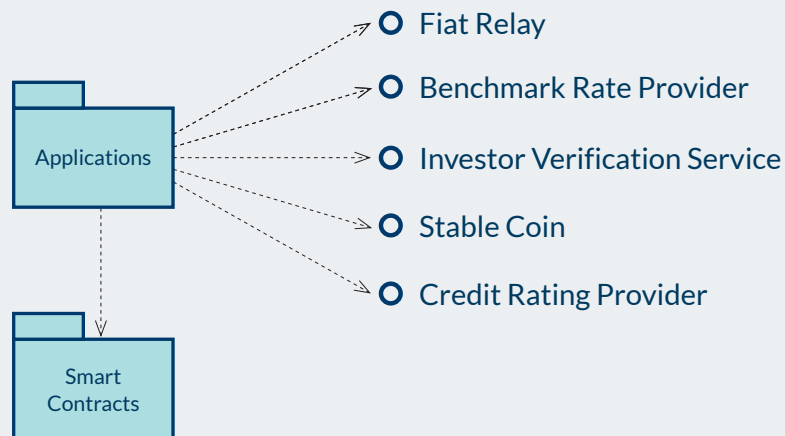 Fiat Relay
Benchmark Rate Provider
Applications
Investor Verification Service
Stable Coin
Credit Rating Provider
Smart
Contracts